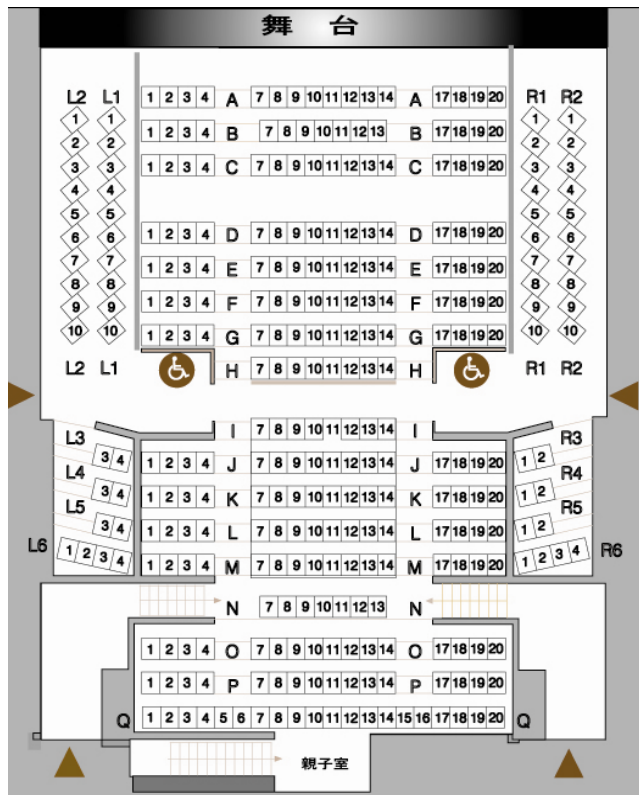 舞 台
L2 L1 1 2 3 4 A 7 8 9 10 11 12 13 14 A 17 18 19 20 R1 R2
1 1 1 2 3 4 B 7 8 9 10 11 12 13 B 17 18 19 20 1 1
2 2 2 2
3 3 1 2 3 4 C 7 8 9 10 11 12 13 14 C 17 18 19 20 3 3
4 4 4 4
5 5 5 5
6 6 1 2 3 4 D 7 8 9 10 11 12 13 14 D 17 18 19 20 6 6
7 7 1 2 3 4 E 7 8 9 10 11 12 13 14 E 17 18 19 20 7 7
8 8 8 8
9 9 1 2 3 4 F 7 8 9 10 11 12 13 14 F 17 18 19 20 9 9
10 10 1 2 3 4 G 7 8 9 10 11 12 13 14 G 17 18 19 20 10 10
L2 L1 H 7 8 9 10 11 12 13 14 H R1 R2
L3 I 7 8 9 10 11 12 13 14 I R3
3 4 1 2 3 4 J 7 8 9 10 11 12 13 14 J 17 18 19 20 1 2
L4 R4
3 4 1 2 3 4 K 7 8 9 10 11 12 13 14 K 17 18 19 20 1 2
L5 R5
3 4 1 2 3 4 L 7 8 9 10 11 12 13 14 L 17 18 19 20 1 2
L6 1 2 3 4 1 2 3 4 M 7 8 9 10 11 12 13 14 M 17 18 19 20 1 2 3 4 R6
N 7 8 9 10 11 12 13 N
1 2 3 4 O 7 8 9 10 11 12 13 14 O 17 18 19 20
1 2 3 4 P 7 8 9 10 11 12 13 14 P 17 18 19 20
Q 1 2 3 4 5 6 7 8 9 10 11 12 13 14 15 16 17 18 19 20 Q
親子室